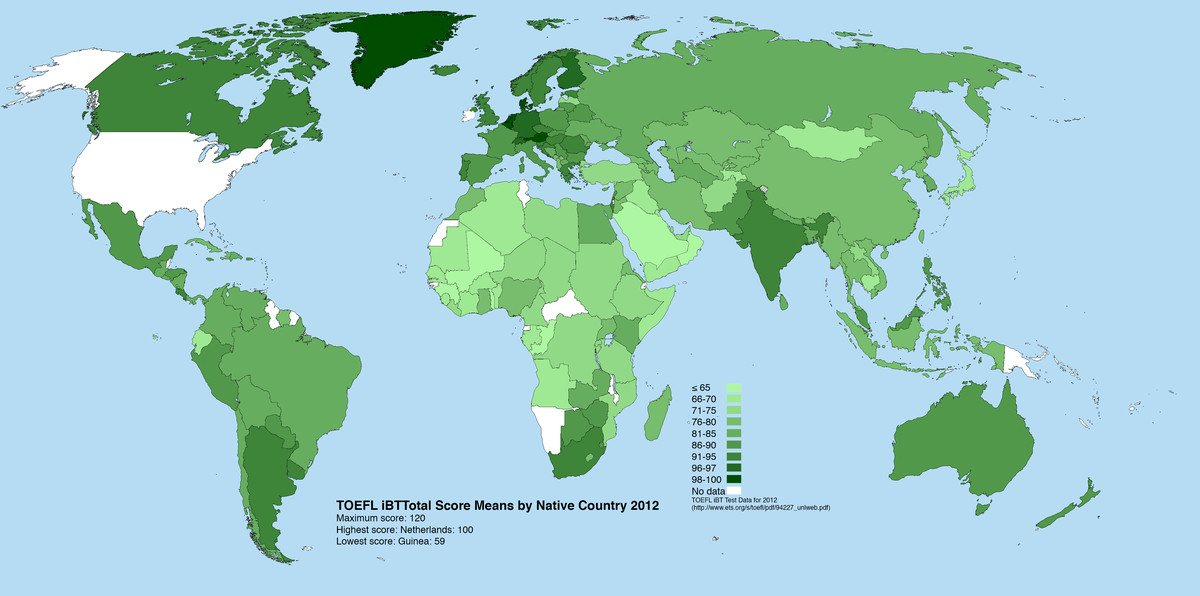 ≤ 65
66-70
71-75
76-80
81-85
86-90
91-95
96-97
98-100
No data
TOEFL iBT Test Data for 2012
(http://www.ets.org/s/toefl/pdf/94227_unlweb.pdf)
TOEFL iBTTotal Score Means by Native Country 2012
Maximum score: 120
Highest score: Netherlands: 100
Lowest score: Guinea: 59